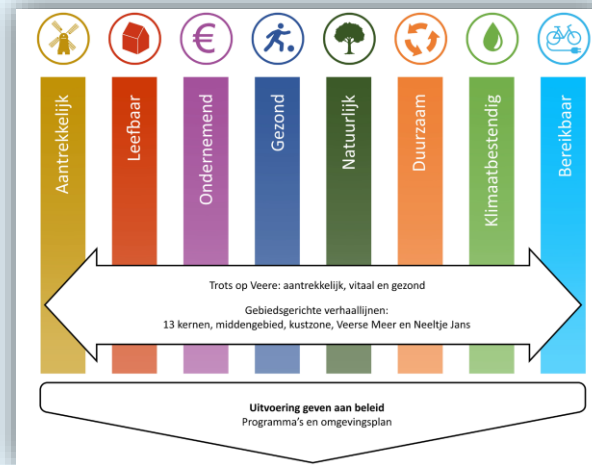 Aantrekkelijk
Leefbaar
Ondernemend
Gezond
Natuurlijk
Duurzaam
Klimaatbestendig
Bereikbaar
Trots op Veere: aantrekkelijk, vitaal en gezond
Gebiedsgerichte verhaallijnen:
13 kernen, middengebied, kustzone, Veerse Meer en Neeltje Jans
Uitvoering geven aan beleid
Programma's en omgevingsplan